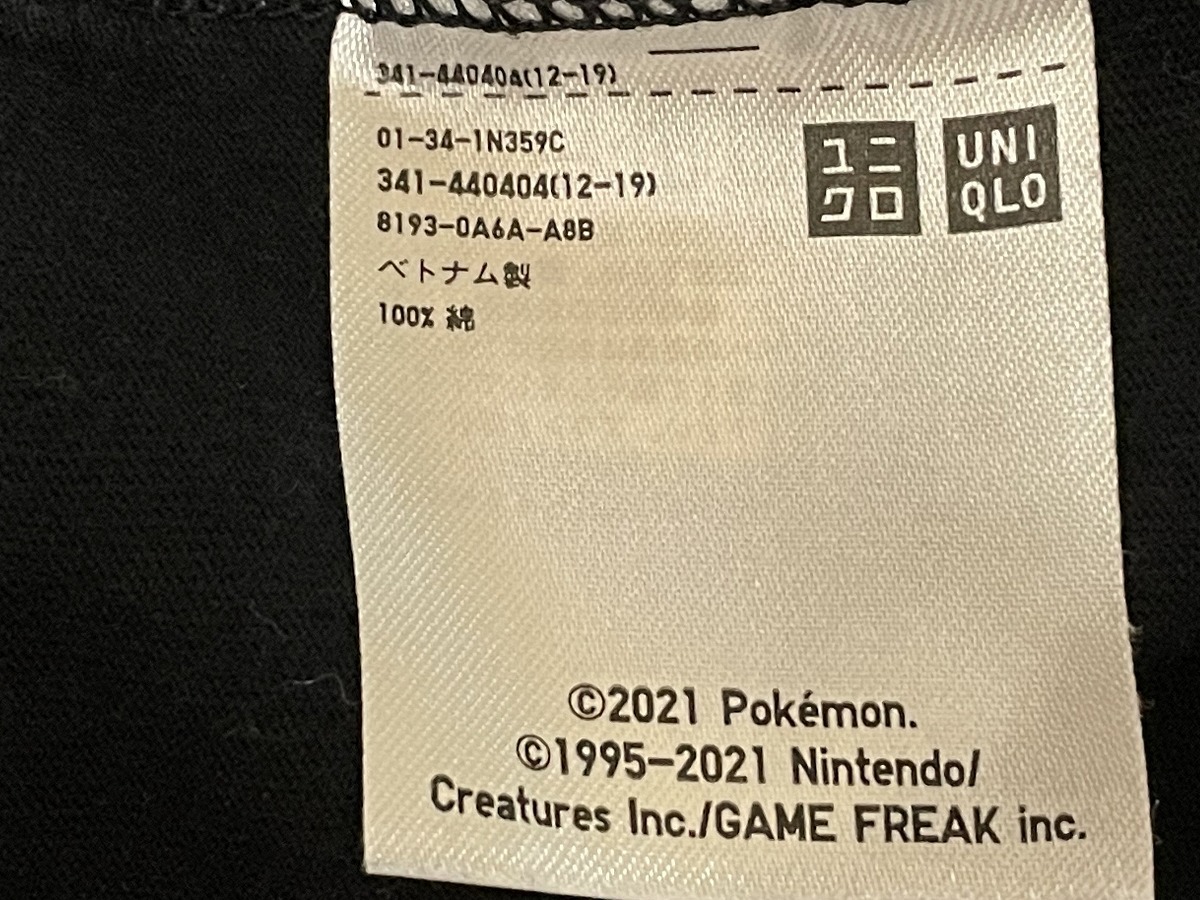 341-440404(12-19)
01-34-1N359C
341-440404(12-19)
8193-0A6A-A8B
ベトナム製
100% 綿
ユニ
クロ
UNI
QLO
©2021 Pokémon.
©1995-2021 Nintendo/
Creatures Inc./GAME FREAK inc.